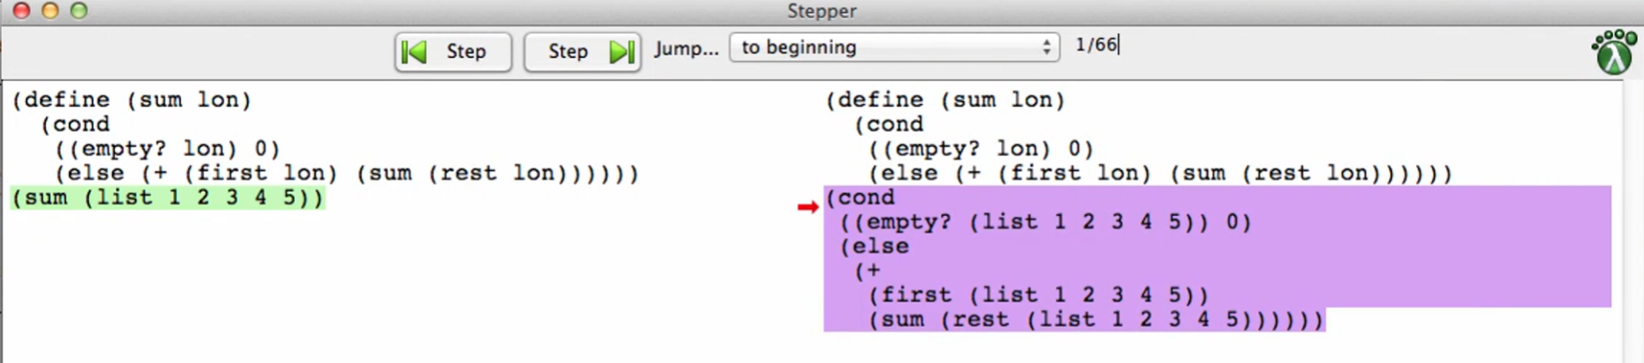 Stepper
Step Step Jump... to beginning 1/66
(define (sum lon)
(cond
((empty? lon) 0)
(else (+ (first lon) (sum (rest lon))))))
(sum (list 1 2 3 4 5))
(define (sum lon)
(cond
((empty? lon) 0)
(else (+ (first lon) (sum (rest lon))))))
(cond
((empty? (list 1 2 3 4 5)) 0)
(else
(+
(first (list 1 2 3 4 5))
(sum (rest (list 1 2 3 4 5))))))